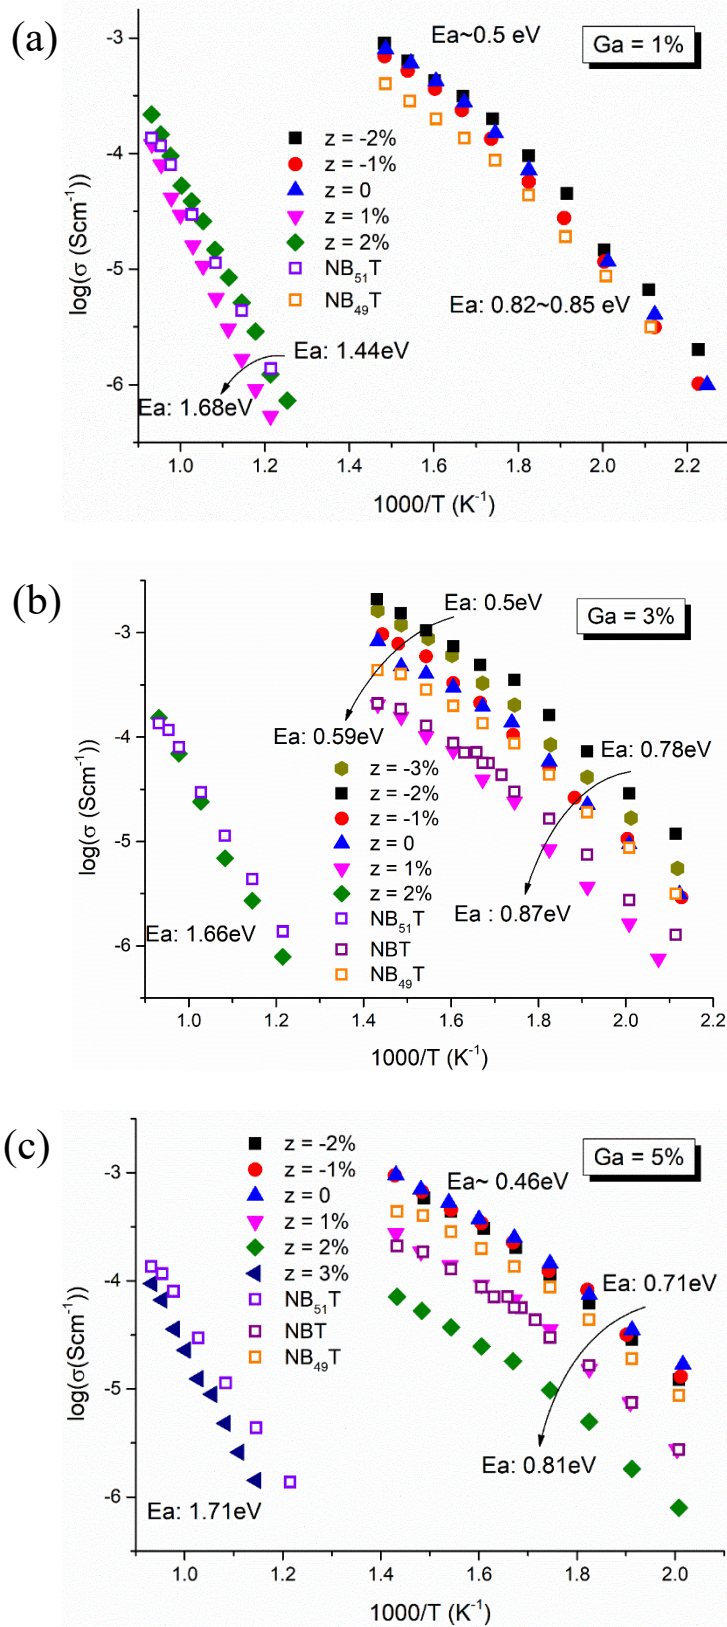 (a)
Ea~0.5 eV
Ga = 1%
z = -2%
z = -1%
z = 0
z = 1%
z = 2%
NB51T
NB49T
Ea: 0.82~0.85 eV
Ea: 1.44eV
Ea: 1.68eV
log(σ (Scm⁻¹))
-3
-4
-5
-6
1.0 1.2 1.4 1.6 1.8 2.0 2.2
1000/T (K⁻¹)
(b)
Ea: 0.5eV
Ga = 3%
Ea: 0.59eV
Ea: 0.78eV
z = -3%
z = -2%
z = -1%
z = 0
z = 1%
z = 2%
NB51T
NBT
NB49T
Ea : 0.87eV
Ea: 1.66eV
log(σ (Scm⁻¹))
-3
-4
-5
-6
1.0 1.2 1.4 1.6 1.8 2.0 2.2
1000/T (K⁻¹)
(c)
z = -2%
z = -1%
z = 0
z = 1%
z = 2%
z = 3%
NB51T
NBT
NB49T
Ea~ 0.46eV
Ga = 5%
Ea: 0.71eV
Ea: 0.81eV
Ea: 1.71eV
log(σ(Scm⁻¹))
-3
-4
-5
-6
1.0 1.2 1.4 1.6 1.8 2.0
1000/T (K⁻¹)